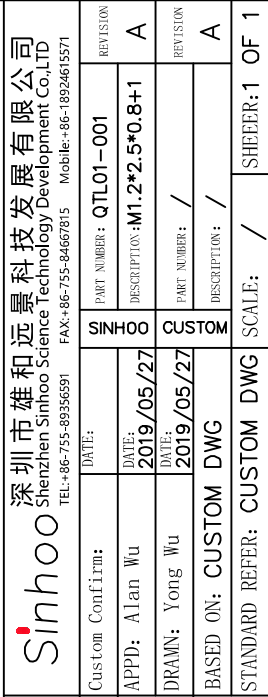 Sinhoo
深圳市雄和远景科技发展有限公司
Shenzhen Sinhoo Science Technology Development Co.,LTD
TEL:+86-755-89356591 FAX:+86-755-84667815 Mobile:+86-18924615571
Custom Confirm: DATE: SINHOO PART NUMBER: QTL01-001 REVISION
APPD: Alan Wu DATE: 2019/05/27 DESCRIPTION:M1.2*2.5*0.8+1 A
DRAMN: Yong Wu DATE: 2019/05/27 CUSTOM PART NUMBER: / REVISION
BASED ON: CUSTOM DWG DESCRIPTION: / A
STANDARD REFER: CUSTOM DWG SCALE: / SHEEER:1 OF 1